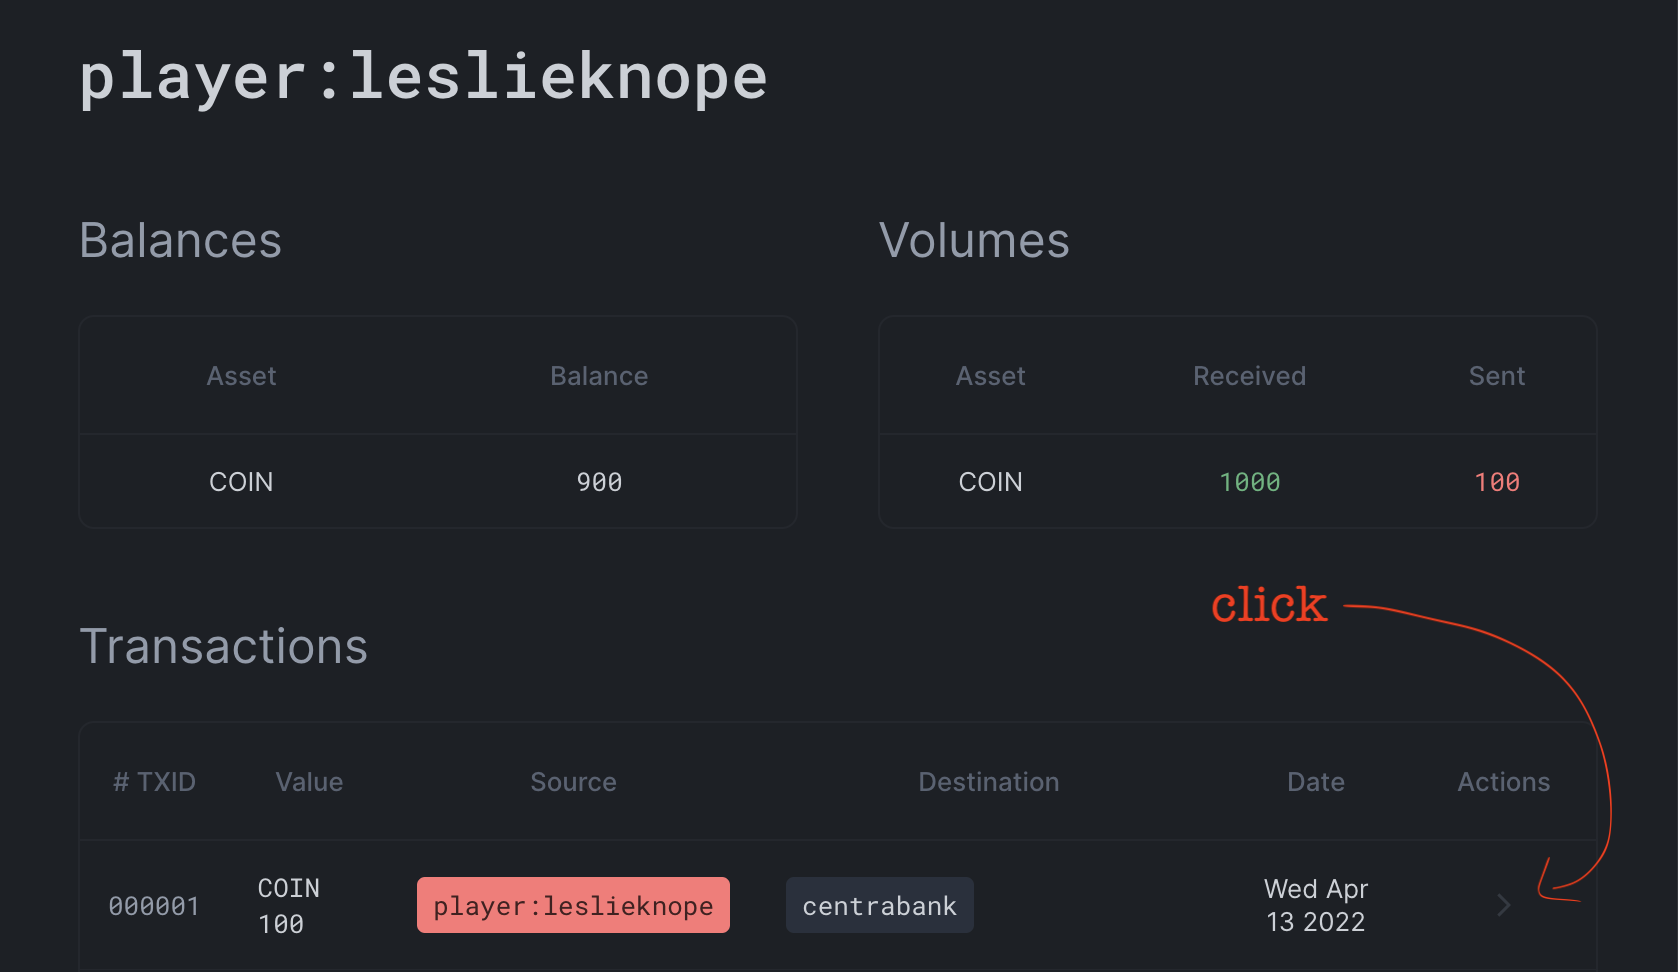 player:leslieknope
Balances
Volumes
Asset Balance
Asset Received Sent
COIN 900
COIN 1000 100
click
Transactions
# TXID Value Source Destination Date Actions
000001 COIN 100 player:leslieknope centrabank Wed Apr 13 2022